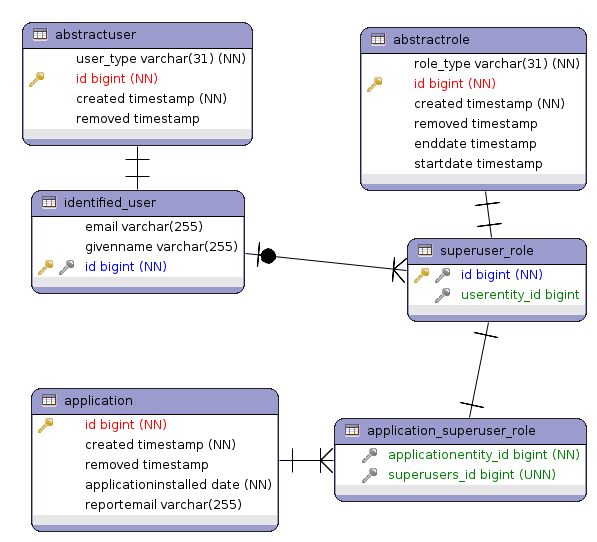 abstractuser
user_type varchar(31) (NN)
id bigint (NN)
created timestamp (NN)
removed timestamp
abstractrole
role_type varchar(31) (NN)
id bigint (NN)
created timestamp (NN)
removed timestamp
enddate timestamp
startdate timestamp
identified_user
email varchar(255)
givenname varchar(255)
id bigint (NN)
superuser_role
id bigint (NN)
userentity_id bigint
application
id bigint (NN)
created timestamp (NN)
removed timestamp
applicationinstalled date (NN)
reportemail varchar(255)
application_superuser_role
applicationentity_id bigint (NN)
superusers_id bigint (UNN)